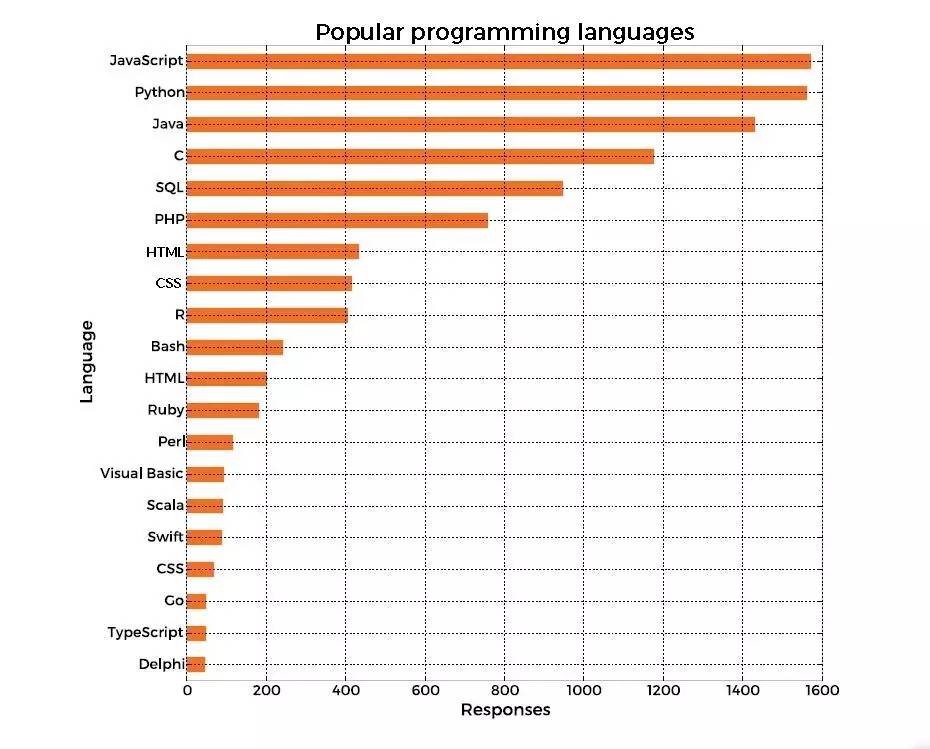 Popular programming languages
JavaScript
Python
Java
C
SQL
PHP
HTML
CSS
R
Bash
HTML
Ruby
Perl
Visual Basic
Scala
Swift
CSS
Go
TypeScript
Delphi
Language
0 200 400 600 800 1000 1200 1400 1600
Responses